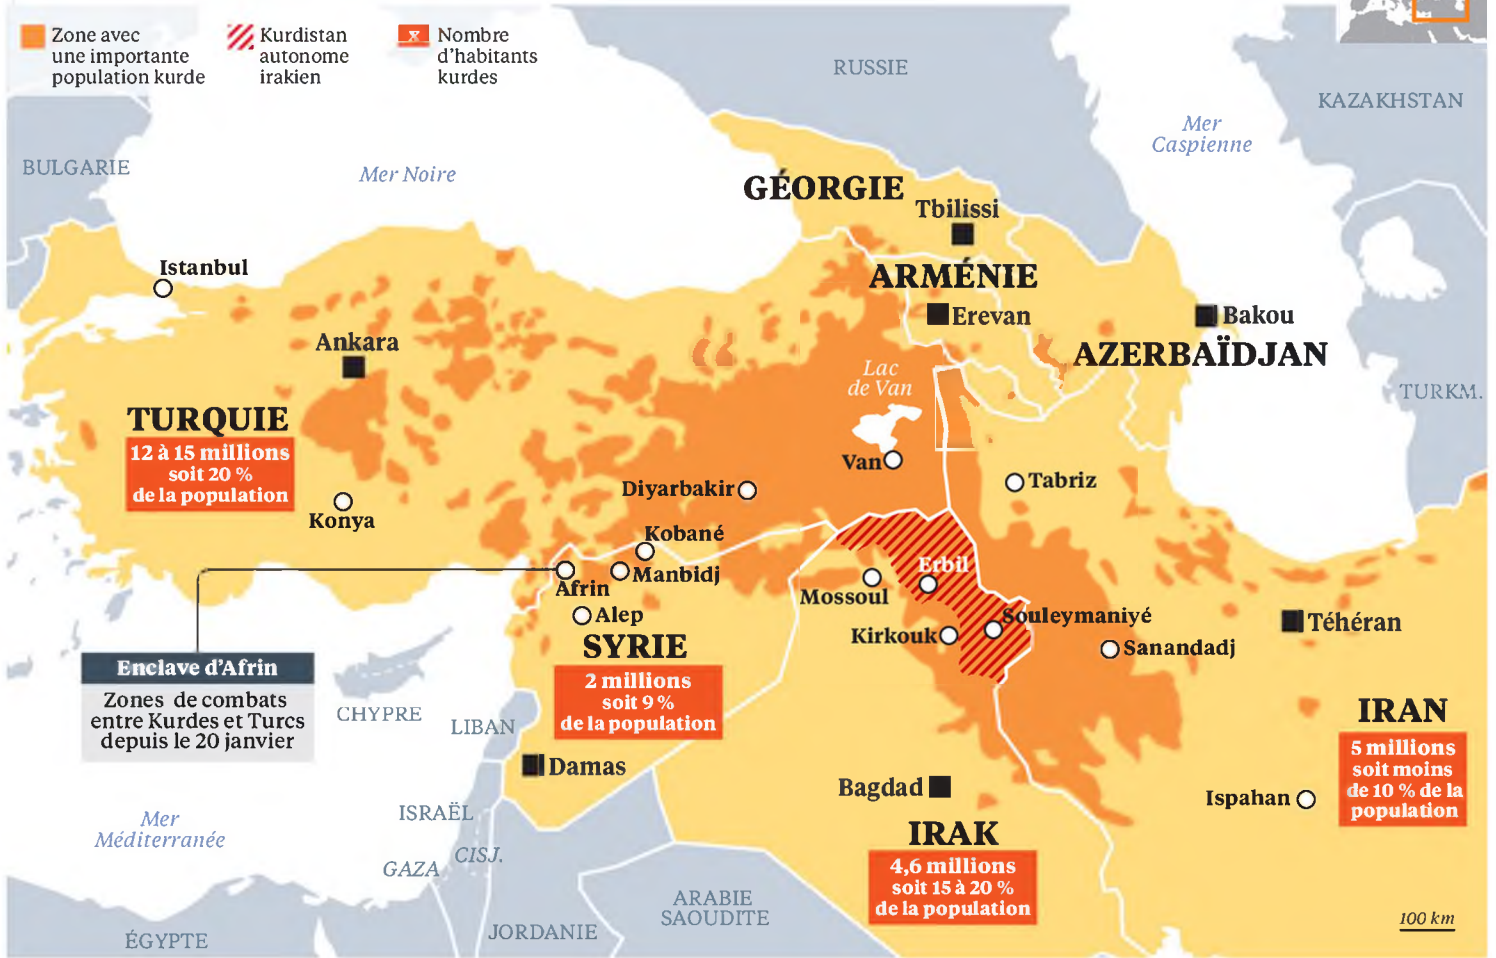 Zone avec
une importante
population kurde
Kurdistan
autonome
irakien
x
Nombre
d'habitants
kurdes
RUSSIE
KAZAKHSTAN
Mer
Caspienne
BULGARIE
Mer Noire
GÉORGIE
Tbilissi
Istanbul
ARMÉNIE
Erevan
Bakou
Ankara
AZERBAÏDJAN
Lac
de Van
TURKM.
TURQUIE
12 à 15 millions
soit 20 %
de la population
Van
Tabriz
Diyarbakir
Konya
Kobané
Erbil
Afrin
Manbidj
Mossoul
Alep
Souleymaniyé
Kirkouk
Téhéran
Sanandadj
SYRIE
2 millions
soit 9 %
de la population
Enclave d'Afrin
Zones de combats
entre Kurdes et Turcs
depuis le 20 janvier
CHYPRE
LIBAN
IRAN
5 millions
soit moins
de 10 % de la
population
Damas
Bagdad
Ispahan
Mer
Méditerranée
ISRAËL
CISJ.
GAZA
IRAK
4,6 millions
soit 15 à 20 %
de la population
ARABIE
SAOUDITE
100 km
ÉGYPTE
JORDANIE